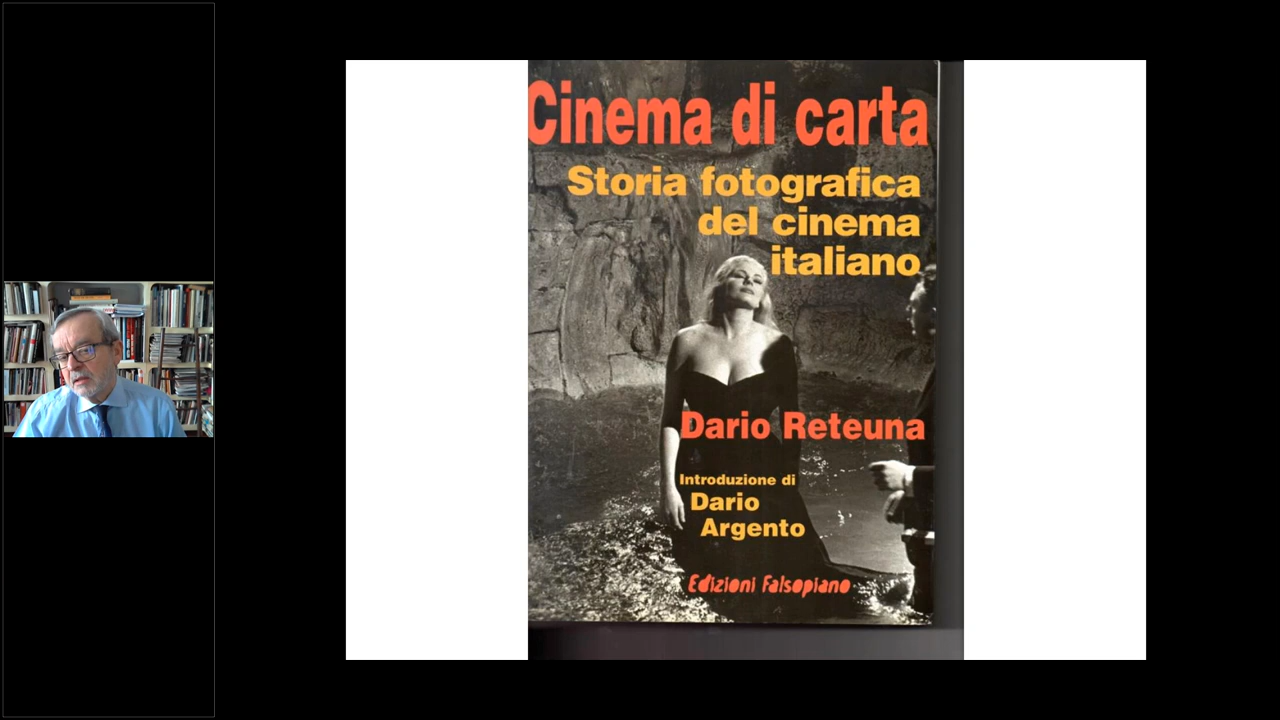 Cinema di carta
Storia fotografica
del cinema
italiano
Dario Reteuna
Introduzione di
Dario
Argento
Edizioni Falsopiano